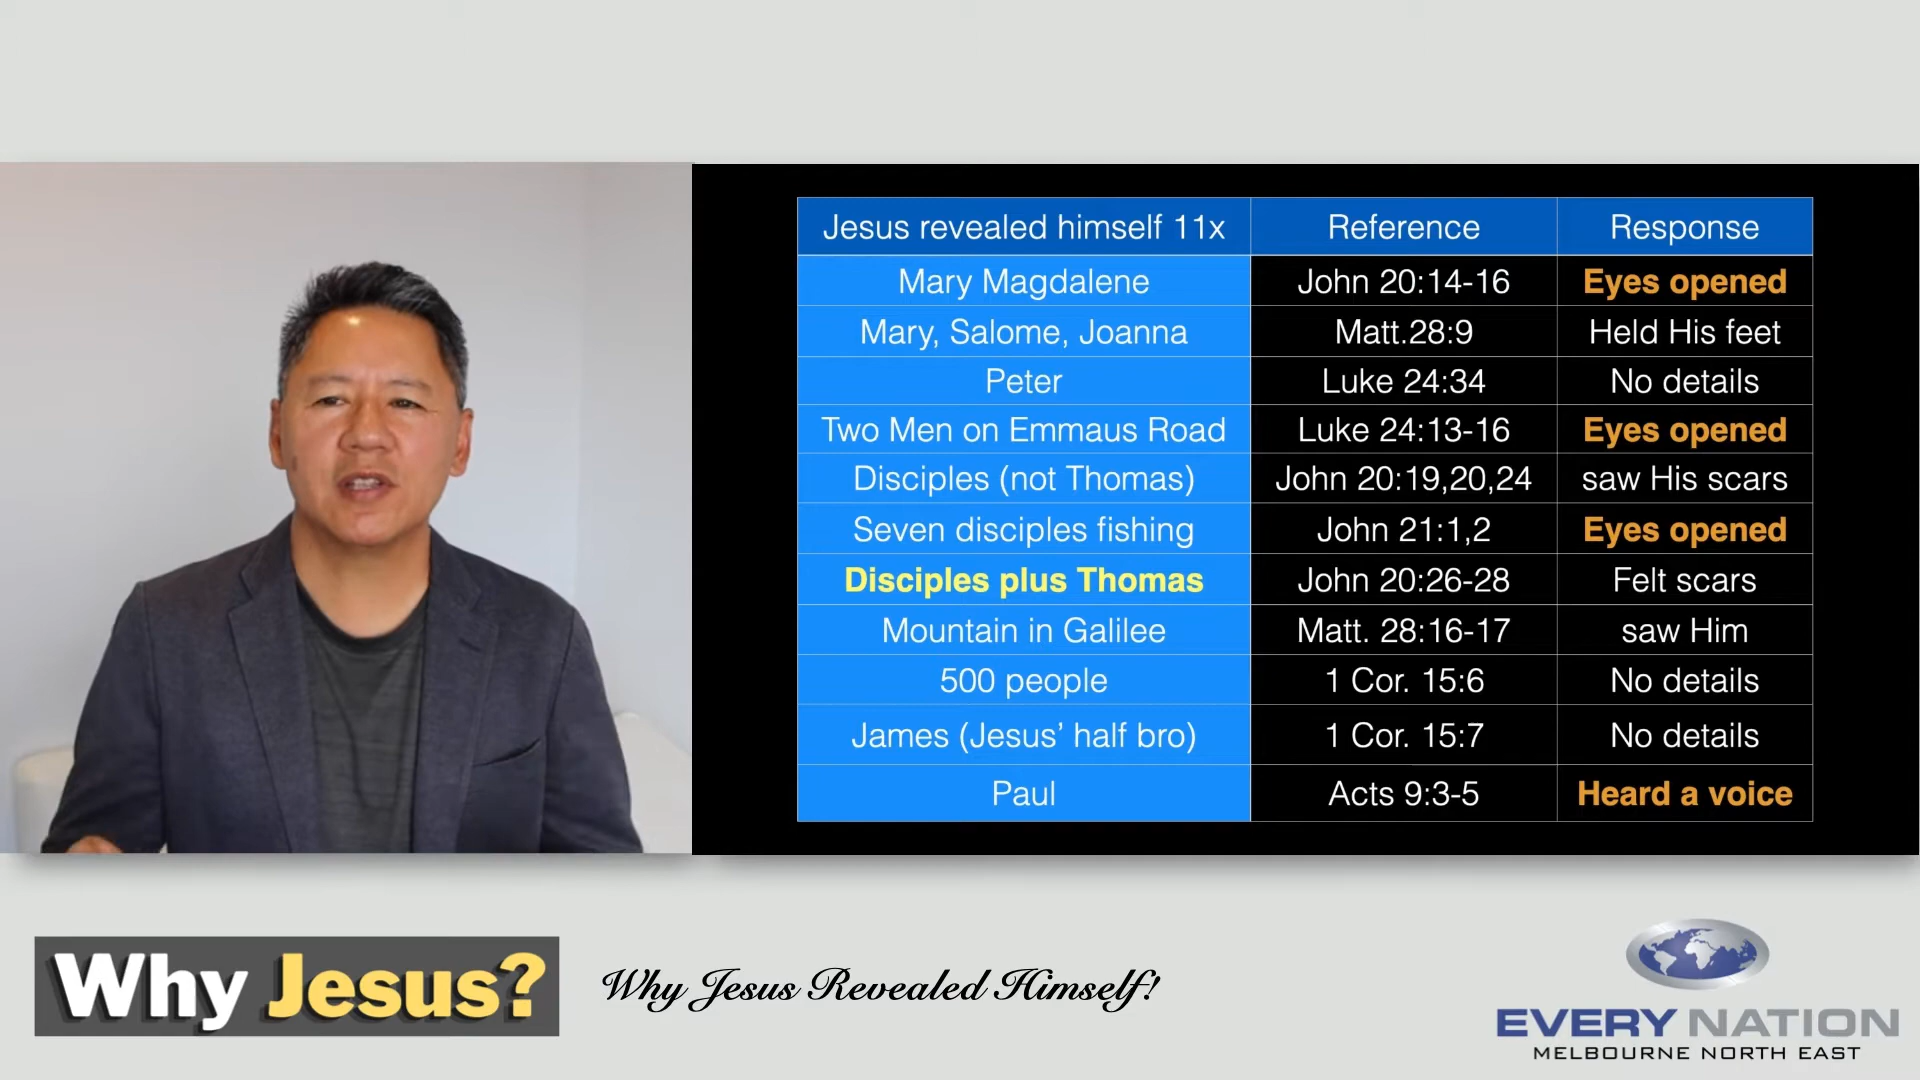 Jesus revealed himself 11x Reference Response
Mary Magdalene John 20:14-16 Eyes opened
Mary, Salome, Joanna Matt.28:9 Held His feet
Peter Luke 24:34 No details
Two Men on Emmaus Road Luke 24:13-16 Eyes opened
Disciples (not Thomas) John 20:19,20,24 saw His scars
Seven disciples fishing John 21:1,2 Eyes opened
Disciples plus Thomas John 20:26-28 Felt scars
Mountain in Galilee Matt. 28:16-17 saw Him
500 people 1 Cor. 15:6 No details
James (Jesus’ half bro) 1 Cor. 15:7 No details
Paul Acts 9:3-5 Heard a voice
Why Jesus?
Why Jesus Revealed Himself!
EVERY NATION
MELBOURNE NORTH EAST